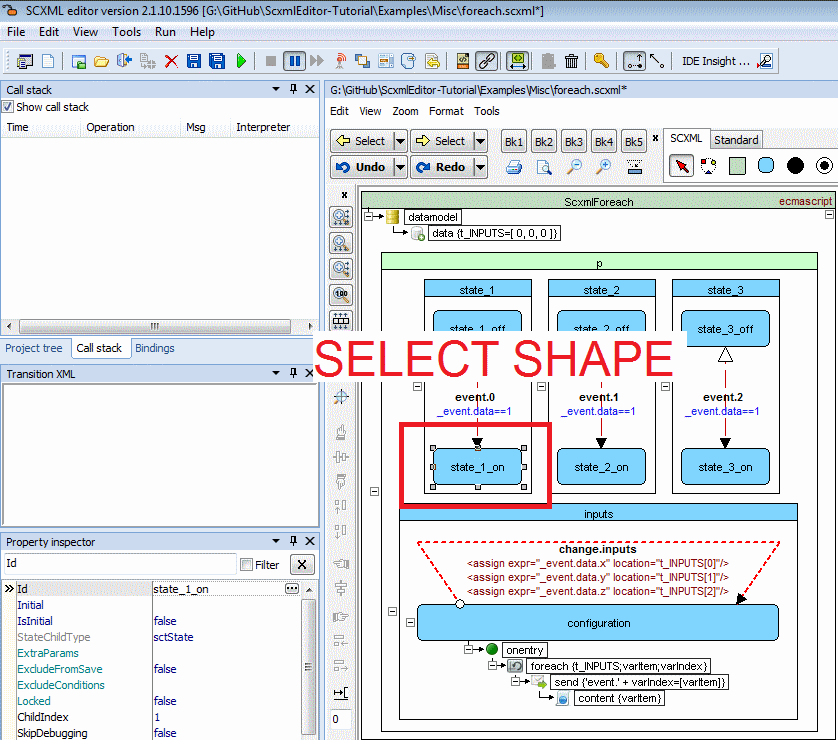 SCXML editor version 2.1.10.1596 [G:\GitHub\ScxmlEditor-Tutorial\Examples\Misc\foreach.scxml*]
File Edit View Tools Run Help
IDE Insight ...
Call stack
Show call stack
Time Operation Msg Interpreter
Project tree Call stack Bindings
Transition XML
Property inspector
Id
Filter
Id state_1_on
Initial
IsInitial false
StateChildType sctState
ExtraParams
ExcludeFromSave false
ExcludeConditions
Locked false
ChildIndex 1
SkipDebugging false
G:\GitHub\ScxmlEditor-Tutorial\Examples\Misc\foreach.scxml*
Edit View Zoom Format Tools
Select Select Bk1 Bk2 Bk3 Bk4 Bk5
Undo Redo
SCXML Standard
100
0
ScxmlForeach ecmascript
datamodel
data {t_INPUTS=[ 0, 0, 0 ]}
p
state_1 state_2 state_3
state_1_off state_2_off state_3_off
SELECT SHAPE
event.0 event.1 event.2
_event.data==1 _event.data==1 _event.data==1
state_1_on state_2_on state_3_on
inputs
change.inputs
<assign expr="_event.data.x" location="t_INPUTS[0]"/>
<assign expr="_event.data.y" location="t_INPUTS[1]"/>
<assign expr="_event.data.z" location="t_INPUTS[2]"/>
configuration
onentry
foreach {t_INPUTS;varItem;varIndex}
send {'event.' + varIndex=[varItem]}
content {varItem}